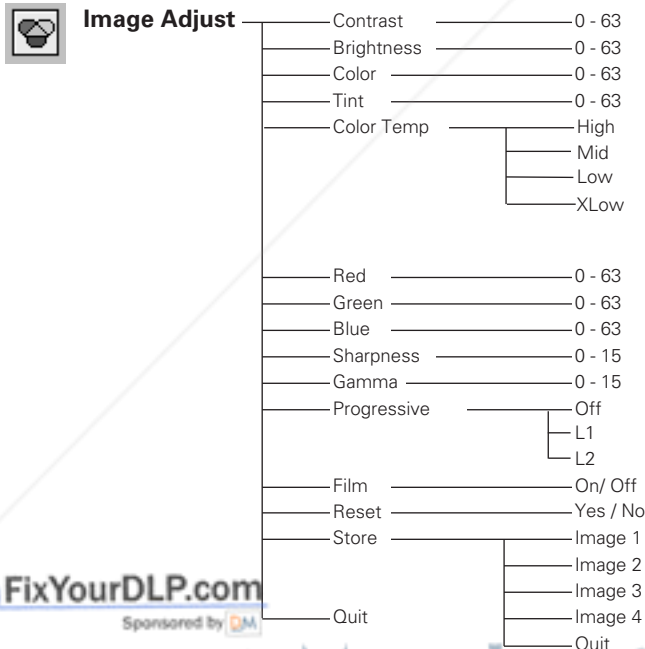 Image Adjust
Contrast 0 - 63
Brightness 0 - 63
Color 0 - 63
Tint 0 - 63
Color Temp High
Mid
Low
XLow
Red 0 - 63
Green 0 - 63
Blue 0 - 63
Sharpness 0 - 15
Gamma 0 - 15
Progressive Off
L1
L2
Film On/ Off
Reset Yes / No
Store Image 1
Image 2
Image 3
Quit Image 4
Quit
FixYourDLP.com
Sponsored by DM